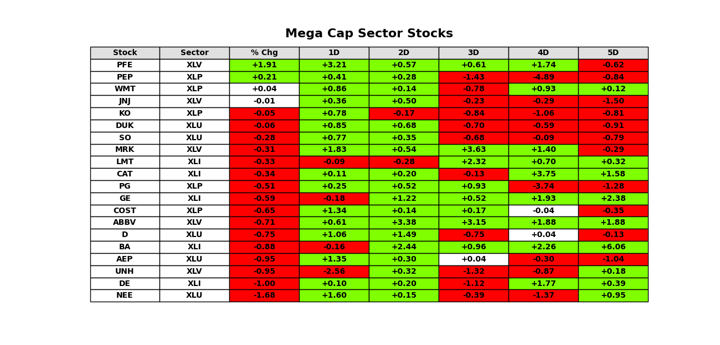 Mega Cap Sector Stocks
Stock Sector % Chg 1D 2D 3D 4D 5D
PFE XLV +1.91 +3.21 +0.57 +0.61 +1.74 -0.62
PEP XLP +0.21 +0.41 +0.28 -1.43 -4.89 -0.84
WMT XLP +0.04 +0.86 +0.14 -0.78 +0.93 +0.12
JNJ XLV -0.01 +0.36 +0.50 -0.23 -0.29 -1.50
KO XLP -0.05 +0.78 -0.17 -0.84 -1.06 -0.81
DUK XLU -0.06 +0.85 +0.68 -0.70 -0.59 -0.91
SO XLU -0.28 +0.77 +0.35 -0.68 -0.09 -0.79
MRK XLV -0.31 +1.83 +0.54 +3.63 +1.40 -0.29
LMT XLI -0.33 -0.09 -0.28 +2.32 +0.70 +0.32
CAT XLI -0.34 +0.11 +0.20 -0.13 +3.75 +1.58
PG XLP -0.51 +0.25 +0.52 +0.93 -3.74 -1.28
GE XLI -0.59 -0.16 +1.22 +0.52 +1.93 +2.38
COST XLP -0.65 +1.34 +0.14 +0.17 -0.04 -0.35
ABBV XLV -0.71 +0.61 +3.38 +3.15 +1.88 +1.88
D XLU -0.75 +1.06 +1.49 -0.75 +0.04 -0.13
BA XLI -0.88 -0.16 +2.44 +0.96 +2.26 +6.06
AEP XLU -0.95 +1.35 +0.30 +0.04 -0.30 -1.04
UNH XLV -0.95 -2.56 +0.32 -1.32 -0.87 +0.18
DE XLI -1.00 +0.10 +0.20 -1.12 +1.77 +0.39
NEE XLU -1.68 +1.60 +0.15 -0.39 -1.37 +0.95